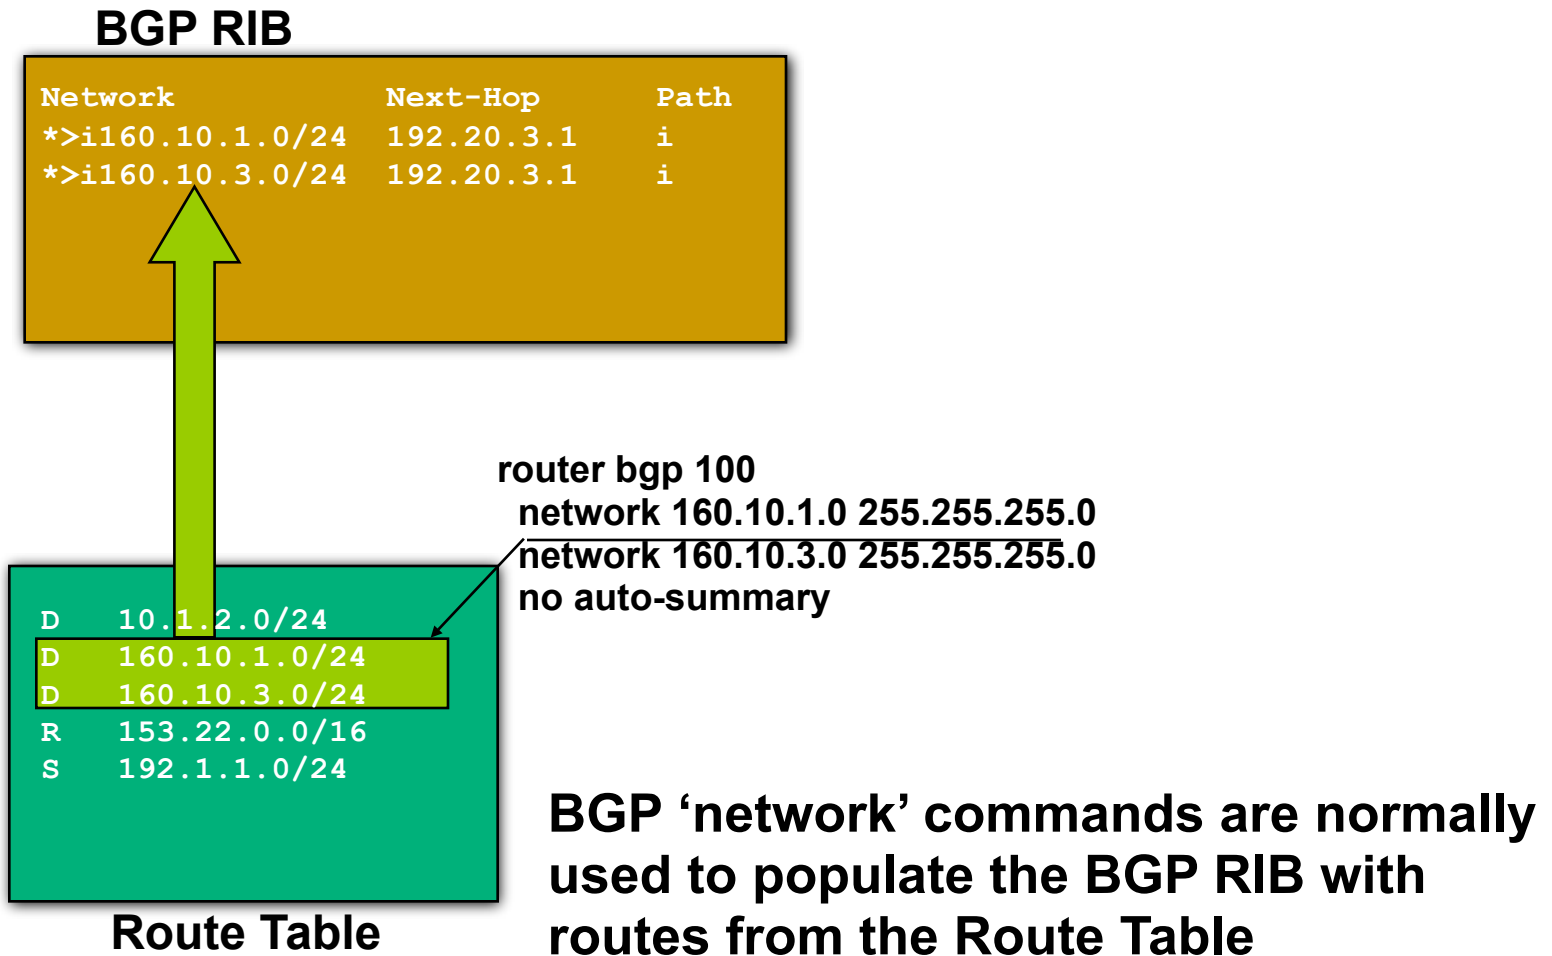 BGP RIB
Network Next-Hop Path
*>i160.10.1.0/24 192.20.3.1 i
*>i160.10.3.0/24 192.20.3.1 i
router bgp 100
network 160.10.1.0 255.255.255.0
network 160.10.3.0 255.255.255.0
no auto-summary
D 10.1.2.0/24
D 160.10.1.0/24
D 160.10.3.0/24
R 153.22.0.0/16
S 192.1.1.0/24
Route Table
BGP ‘network’ commands are normally
used to populate the BGP RIB with
routes from the Route Table